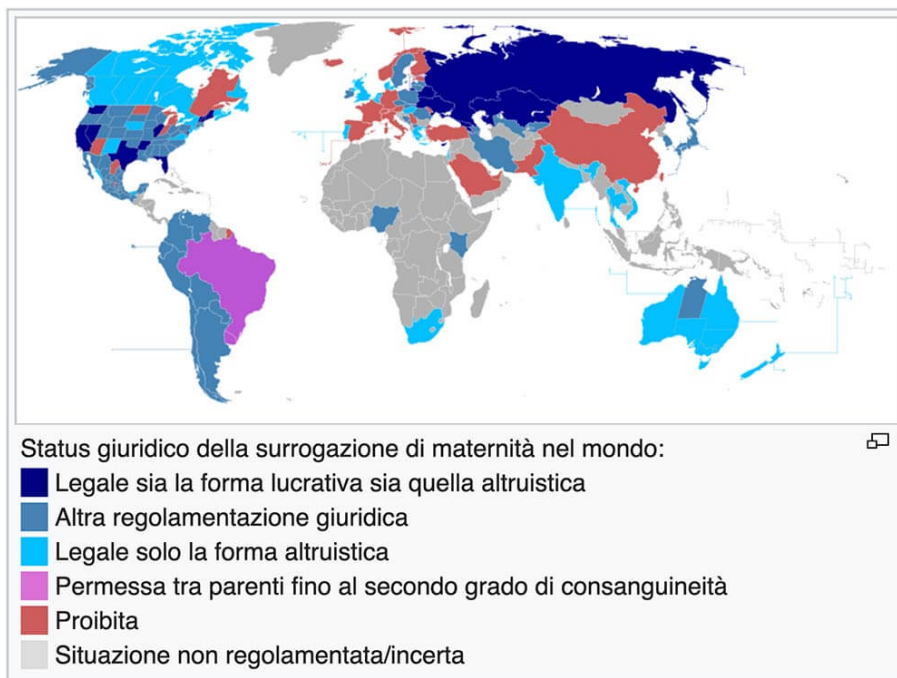 Status giuridico della surrogazione di maternità nel mondo:
Legale sia la forma lucrativa sia quella altruistica
Altra regolamentazione giuridica
Legale solo la forma altruistica
Permessa tra parenti fino al secondo grado di consanguineità
Proibita
Situazione non regolamentata/incerta